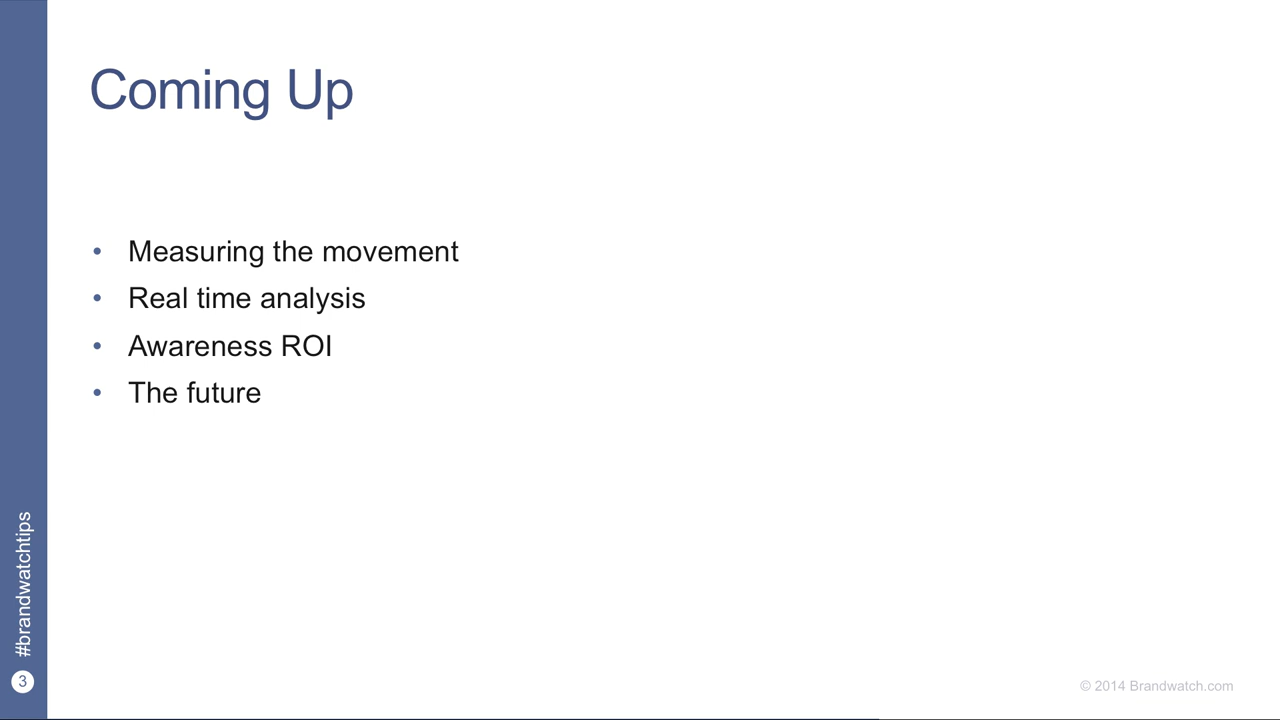 Coming Up
• Measuring the movement
• Real time analysis
• Awareness ROI
• The future
#brandwatchtips
3
© 2014 Brandwatch.com